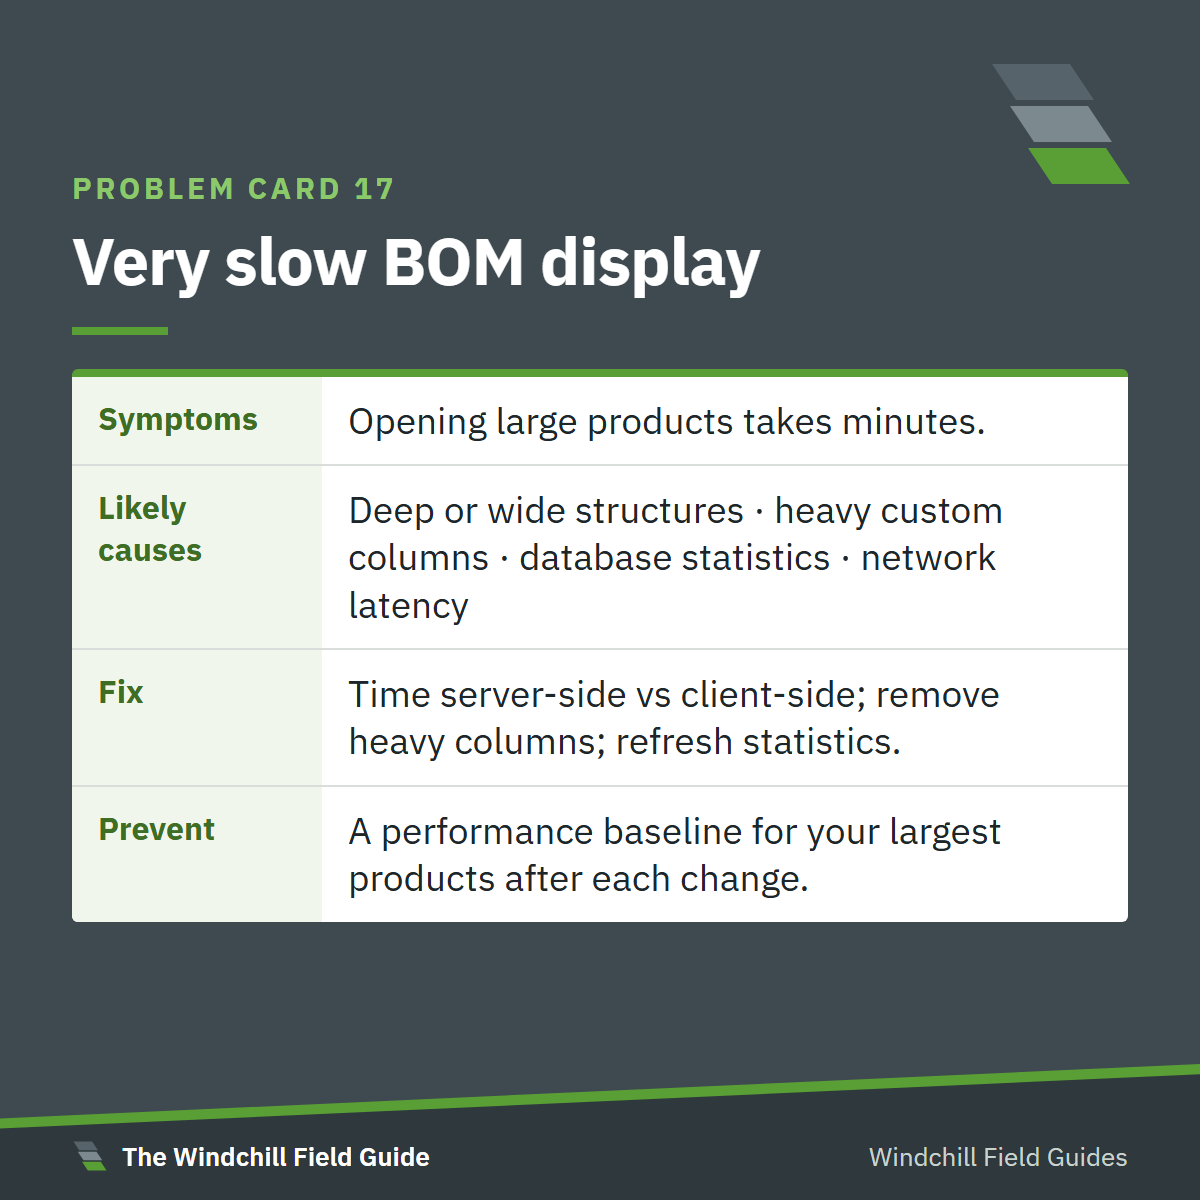 PROBLEM CARD 17
Very slow BOM display
Symptoms
Opening large products takes minutes.
Likely
causes
Deep or wide structures · heavy custom
columns · database statistics · network
latency
Fix
Time server-side vs client-side; remove
heavy columns; refresh statistics.
Prevent
A performance baseline for your largest
products after each change.
The Windchill Field Guide
Windchill Field Guides